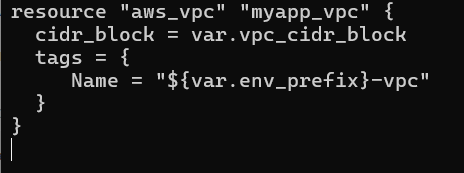 resource "aws_vpc" "myapp_vpc" {
  cidr_block = var.vpc_cidr_block
  tags = {
     Name = "${var.env_prefix}-vpc"
  }
}